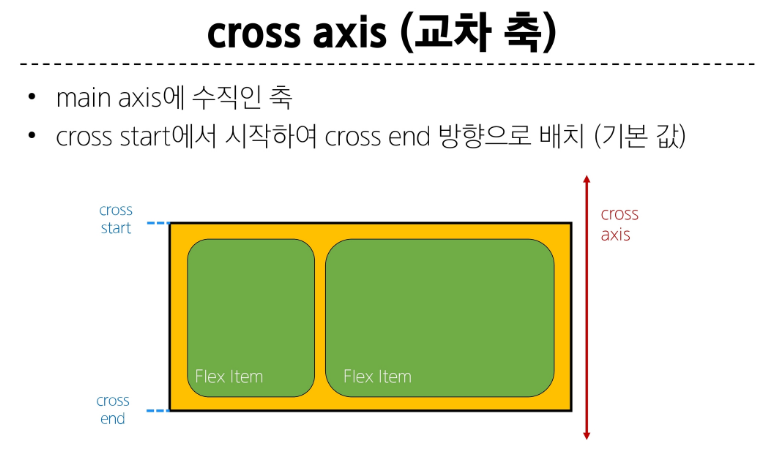 cross axis (교차 축)
• main axis에 수직인 축
• cross start에서 시작하여 cross end 방향으로 배치 (기본 값)
cross
start
cross
axis
Flex Item
Flex Item
cross
end